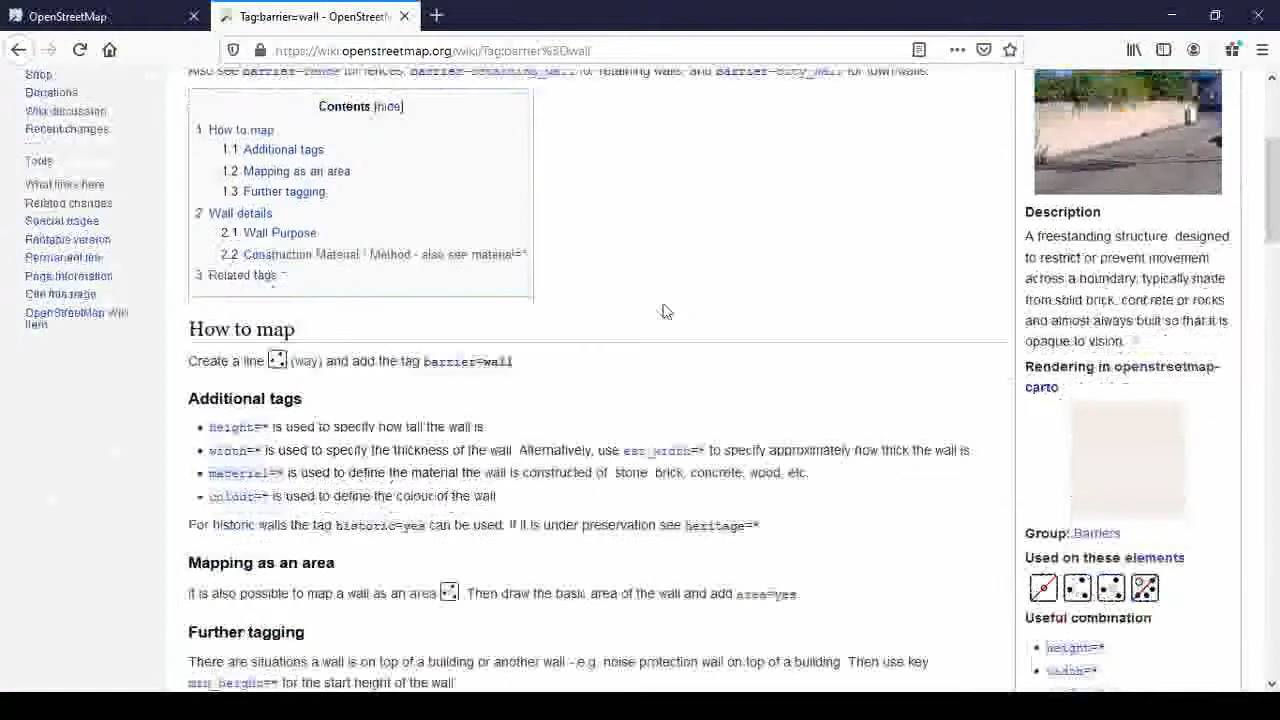 OpenStreetMap
Tag:barrier=wall - OpenStreetM
https://wiki.openstreetmap.org/wiki/Tag:barrier%3Dwall
Also see barrier=fence for fences, barrier=retaining_wall for retaining walls, and barrier=city_wall for town walls.
Shop
Donations
Wiki discussion
Recent changes
Tools
What links here
Related changes
Special pages
Printable version
Permanent link
Page information
Cite this page
OpenStreetMap Wiki
item
Contents [hide]
1 How to map
1.1 Additional tags
1.2 Mapping as an area
1.3 Further tagging
2 Wall details
2.1 Wall Purpose
2.2 Construction Material / Method - also see material=*
3 Related tags
How to map
Create a line (way) and add the tag barrier=wall
Additional tags
height=* is used to specify how tall the wall is
width=* is used to specify the thickness of the wall. Alternatively, use est_width=* to specify approximately how thick the wall is
material=* is used to define the material the wall is constructed of stone brick, concrete, wood, etc.
colour=* is used to define the colour of the wall
For historic walls the tag historic=yes can be used. If it is under preservation see heritage=*
Mapping as an area
It is also possible to map a wall as an area . Then draw the basic area of the wall and add area=yes.
Further tagging
There are situations a wall is on top of a building or another wall - e.g. noise protection wall on top of a building. Then use key
min_height=* for the start height of the wall
Description
A freestanding structure designed
to restrict or prevent movement
across a boundary, typically made
from solid brick, concrete or rocks
and almost always built so that it is
opaque to vision.
Rendering in openstreetmap-
carto
Group: Barriers
Used on these elements
Useful combination
height=*
width=*